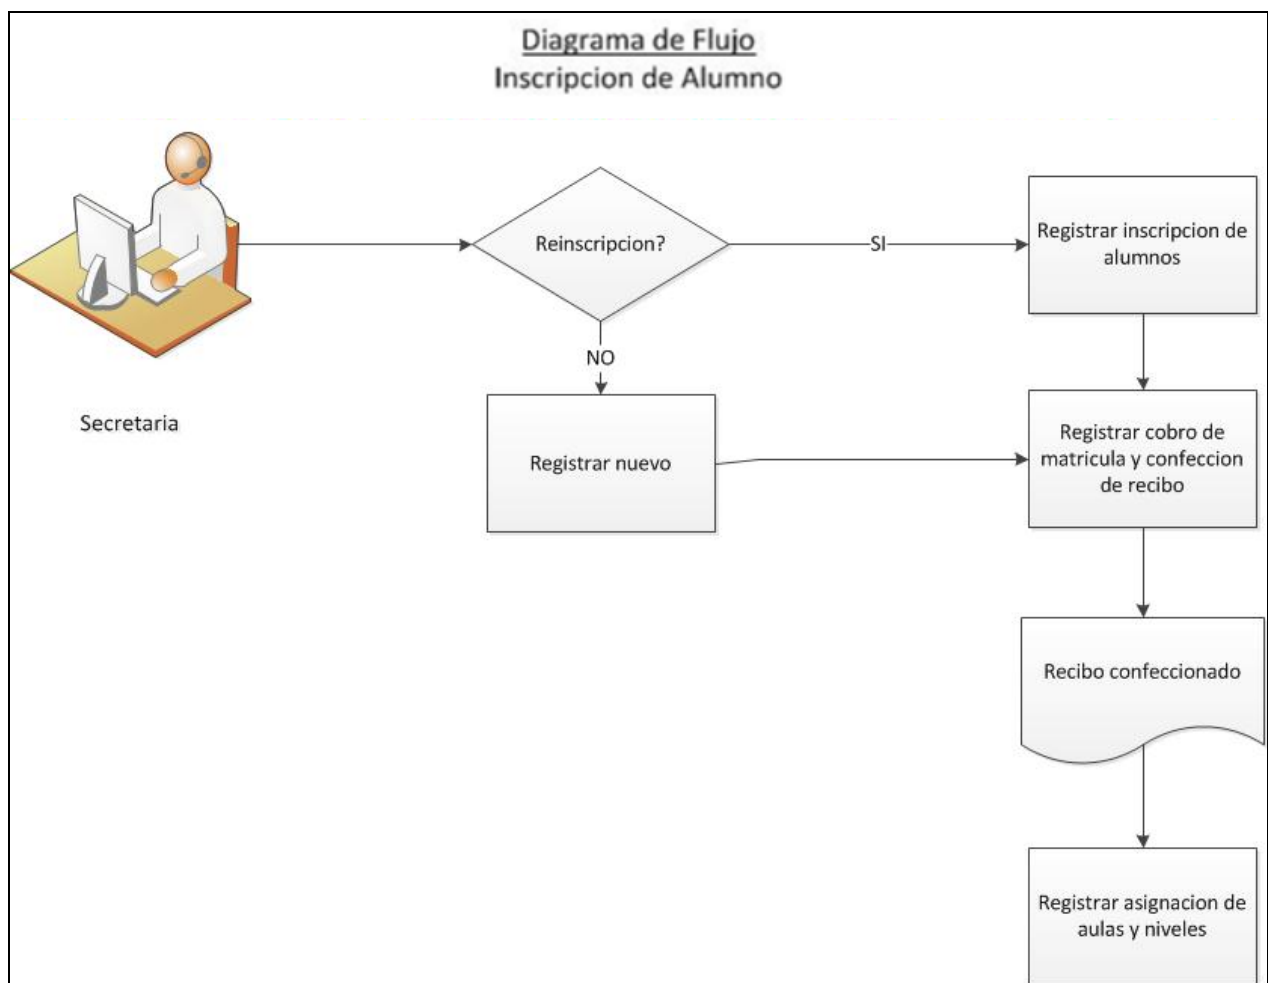 Diagrama de Flujo
Inscripcion de Alumno
Reinscripcion?
SI
Registrar inscripcion de
alumnos
NO
Secretaria
Registrar nuevo
Registrar cobro de
matricula y confeccion
de recibo
Recibo confeccionado
Registrar asignacion de
aulas y niveles